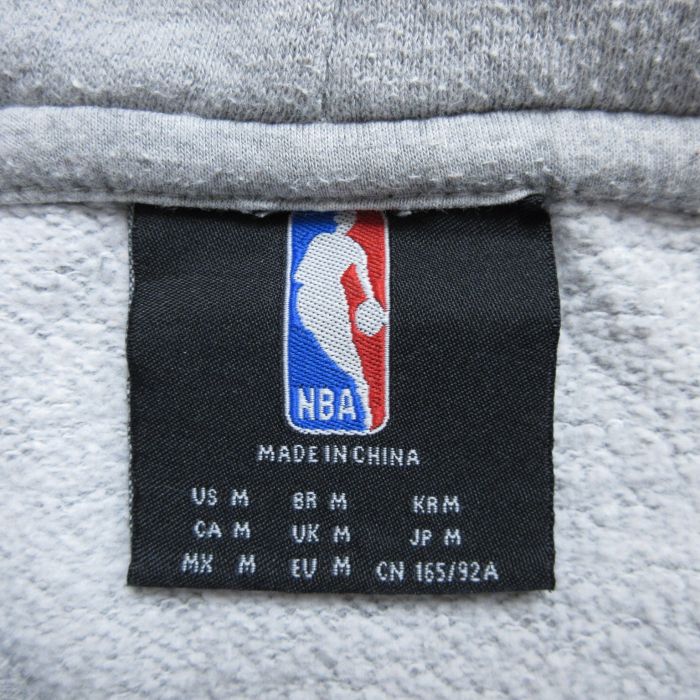 NBA
MADE IN CHINA
US M BR M KR M
CA M UK M JP M
MX M EU M CN 165/92A